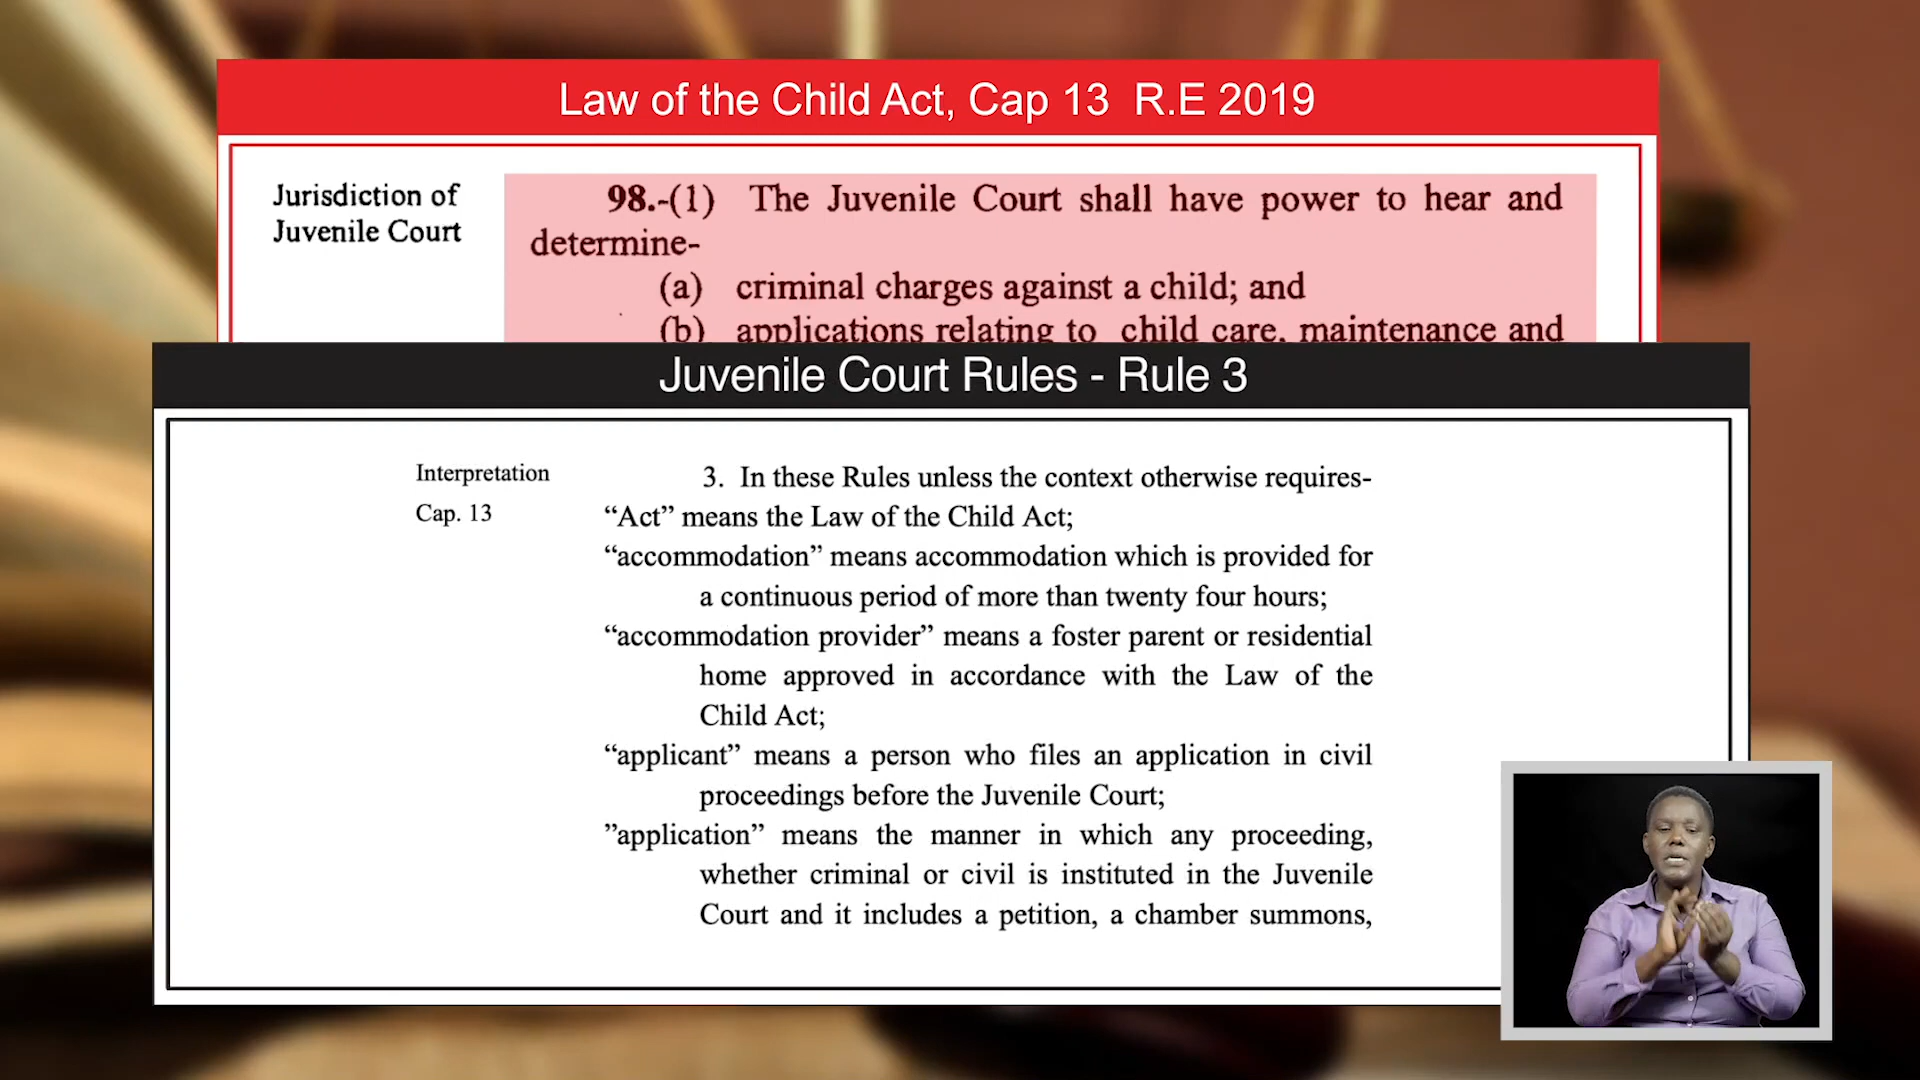 Law of the Child Act, Cap 13 R.E 2019
Jurisdiction of
Juvenile Court
98.-(1) The Juvenile Court shall have power to hear and
determine-
(a) criminal charges against a child; and
(b) applications relating to child care, maintenance and
Juvenile Court Rules - Rule 3
Interpretation
Cap. 13
3. In these Rules unless the context otherwise requires-
“Act” means the Law of the Child Act;
“accommodation” means accommodation which is provided for
a continuous period of more than twenty four hours;
“accommodation provider” means a foster parent or residential
home approved in accordance with the Law of the
Child Act;
“applicant” means a person who files an application in civil
proceedings before the Juvenile Court;
”application” means the manner in which any proceeding,
whether criminal or civil is instituted in the Juvenile
Court and it includes a petition, a chamber summons,